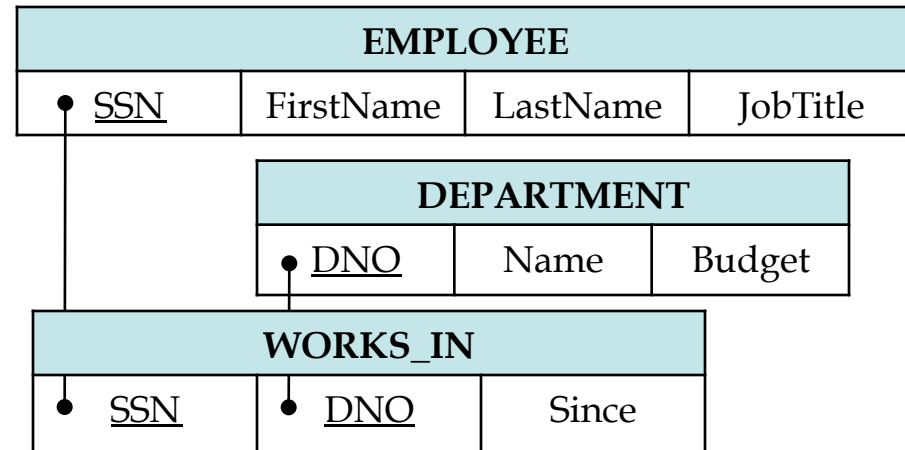 EMPLOYEE
SSN FirstName LastName JobTitle
DEPARTMENT
DNO Name Budget
WORKS_IN
SSN DNO Since